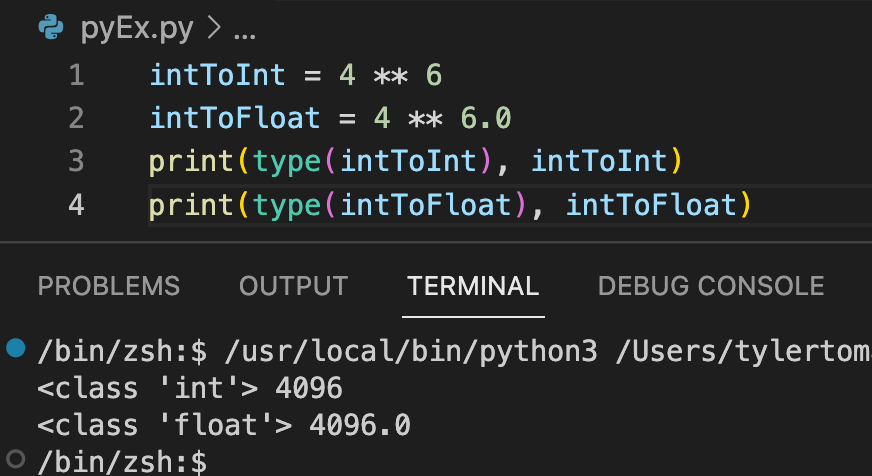 pyEx.py > ...
1 intToInt = 4 ** 6
2 intToFloat = 4 ** 6.0
3 print(type(intToInt), intToInt)
4 print(type(intToFloat), intToFloat)
PROBLEMS OUTPUT TERMINAL DEBUG CONSOLE
/bin/zsh:$ /usr/local/bin/python3 /Users/tylertom
<class 'int'> 4096
<class 'float'> 4096.0
/bin/zsh:$